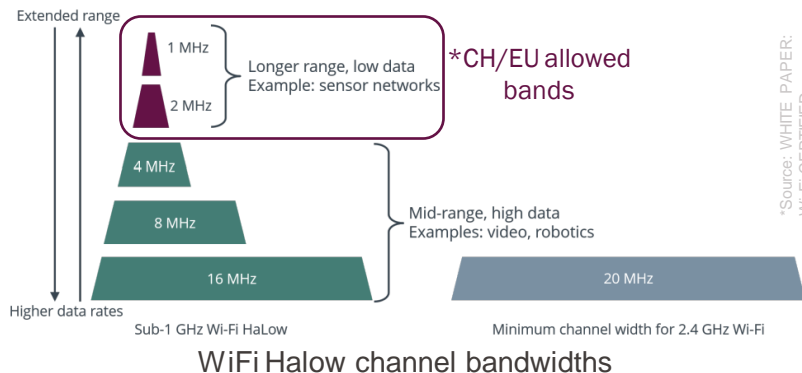 Extended range
1 MHz
2 MHz
Longer range, low data
Example: sensor networks
*CH/EU allowed
bands
4 MHz
8 MHz
16 MHz
Mid-range, high data
Examples: video, robotics
20 MHz
Higher data rates
Sub-1 GHz Wi-Fi HaLow
Minimum channel width for 2.4 GHz Wi-Fi
WiFi Halow channel bandwidths
*Source: WHITE PAPER: